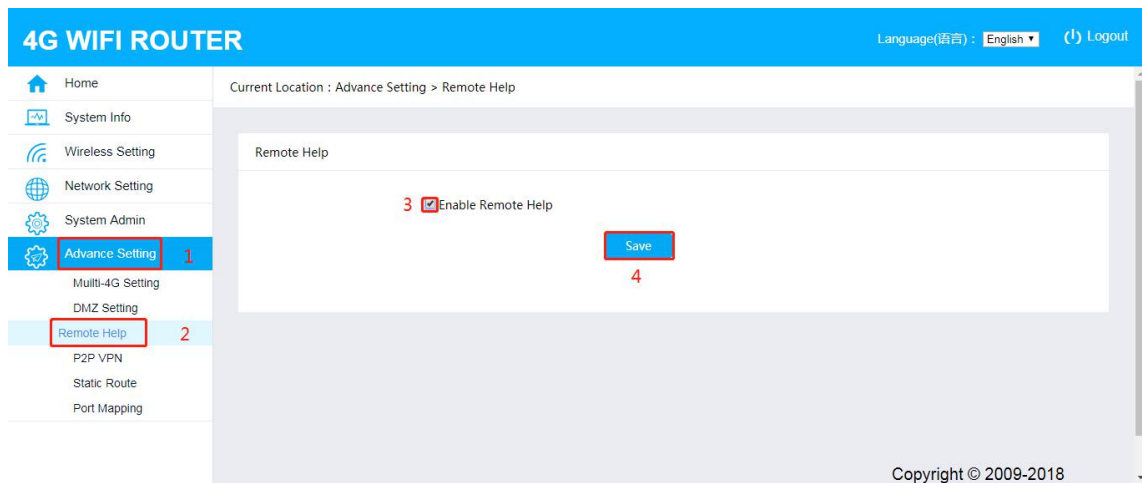 4G WIFI ROUTER
Language(语言) : English
Logout
Home
System Info
Wireless Setting
Network Setting
System Admin
Advance Setting 1
Muilti-4G Setting
DMZ Setting
Remote Help 2
P2P VPN
Static Route
Port Mapping
Current Location : Advance Setting > Remote Help
Remote Help
3 Enable Remote Help
Save
4
Copyright © 2009-2018